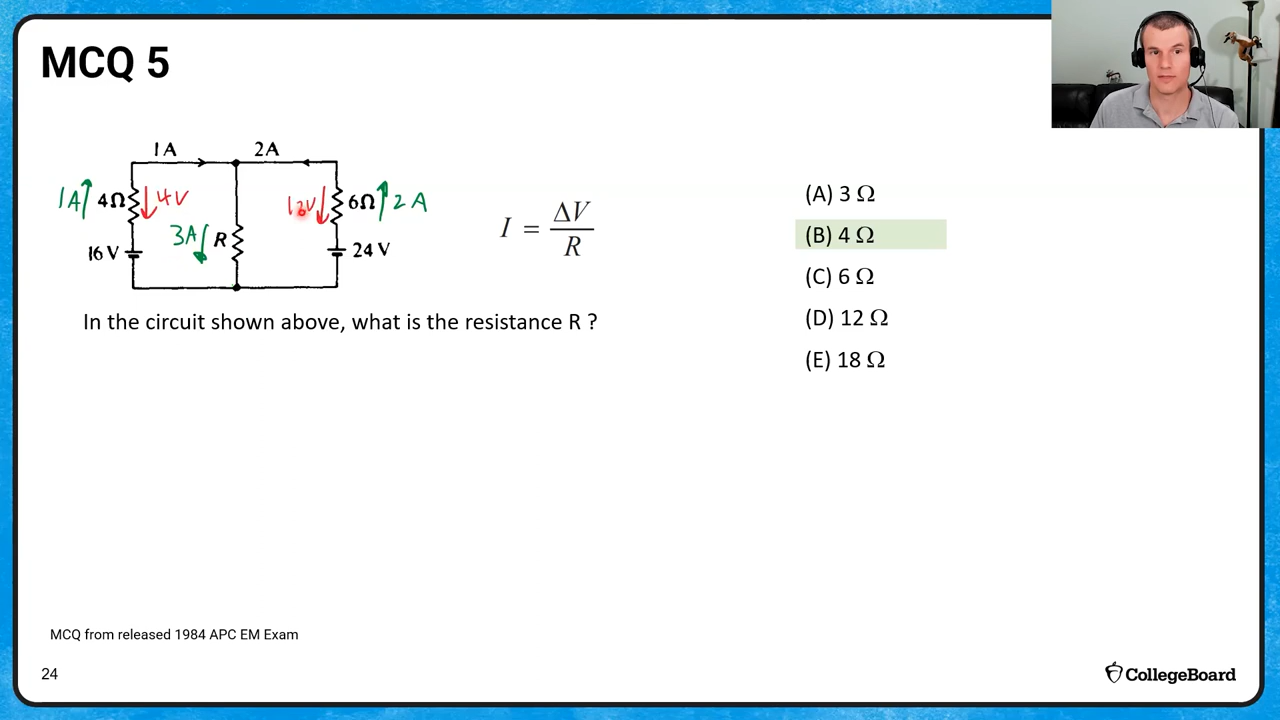 MCQ 5
1A 2A
1A 4Ω 4V 12V 6Ω 2A
3A R
16V 24 V
I = ΔV / R
In the circuit shown above, what is the resistance R ?
(A) 3 Ω
(B) 4 Ω
(C) 6 Ω
(D) 12 Ω
(E) 18 Ω
MCQ from released 1984 APC EM Exam
24
CollegeBoard